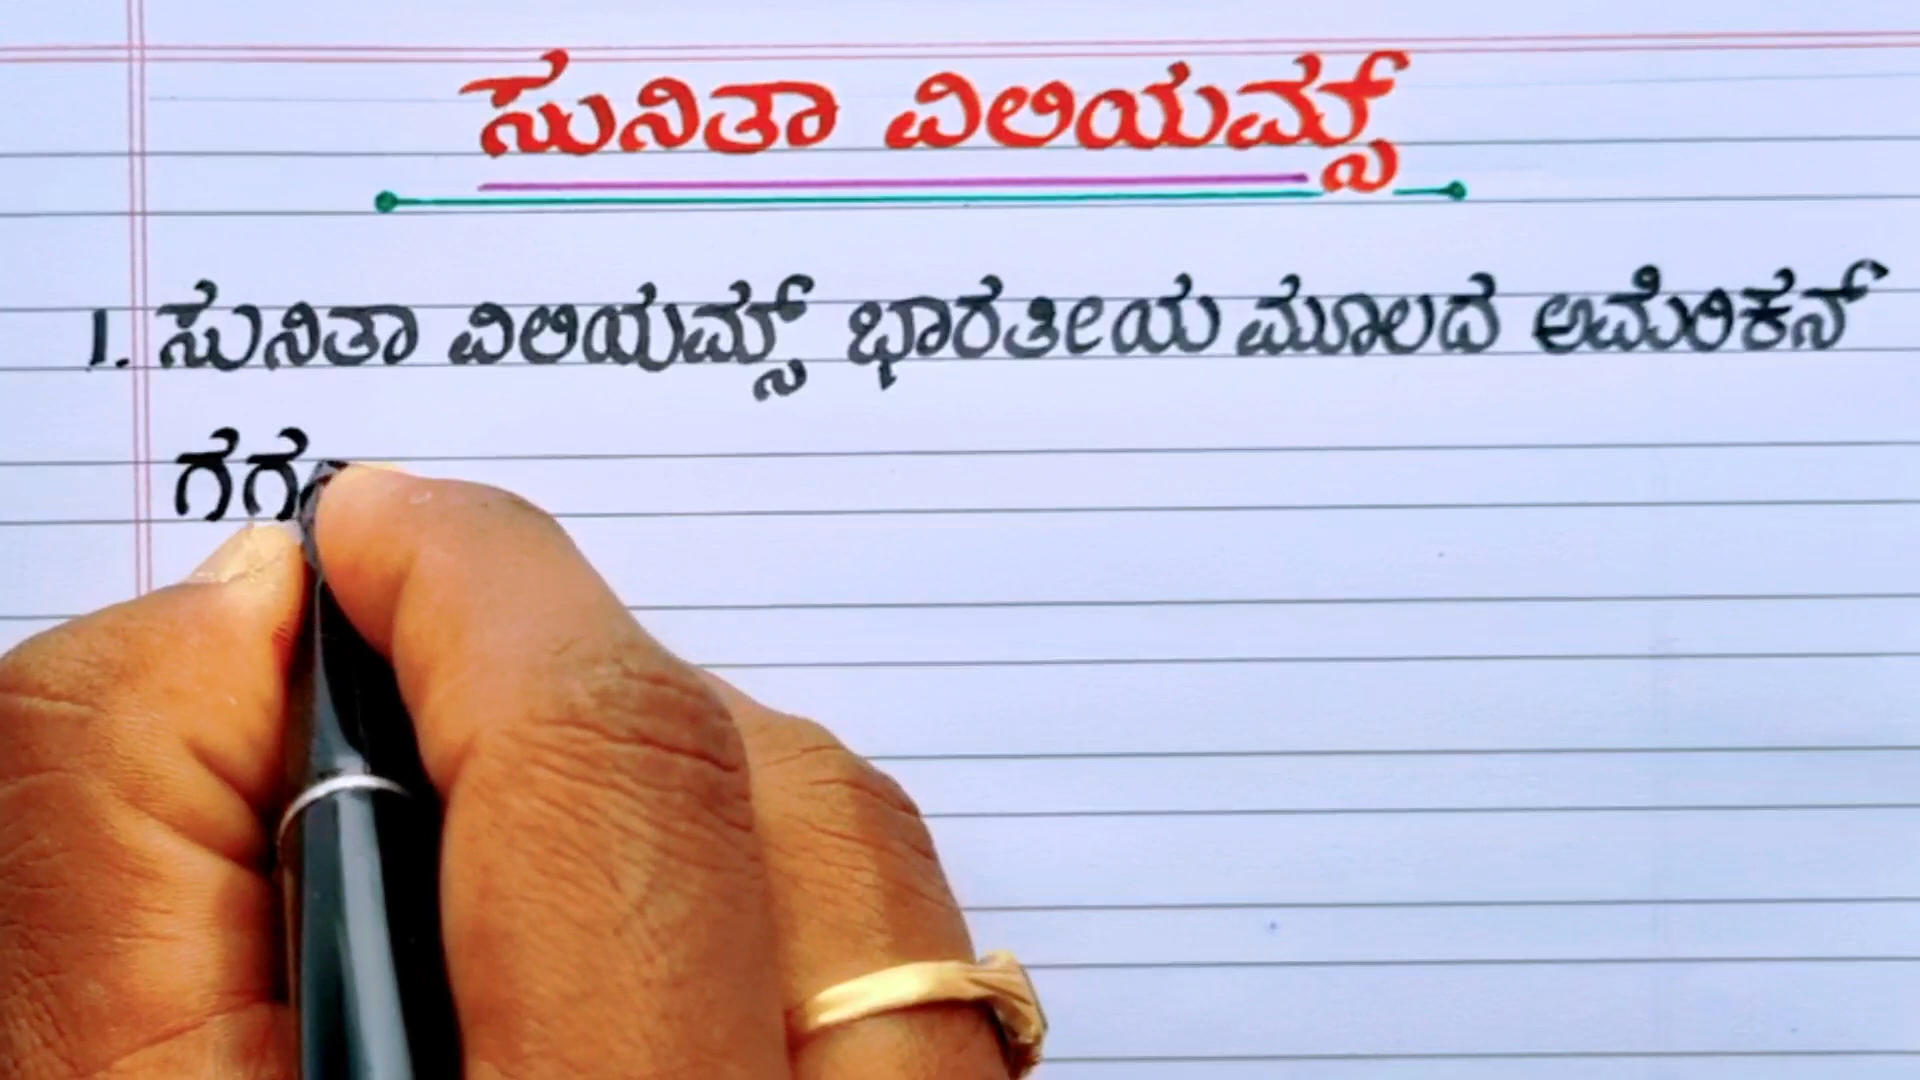 ಸುನಿತಾ ವಿಲಿಯಮ್ಸ್
1. ಸುನಿತಾ ವಿಲಿಯಮ್ಸ್ ಭಾರತೀಯ ಮೂಲದ ಅಮೆರಿಕನ್
ಗಗ